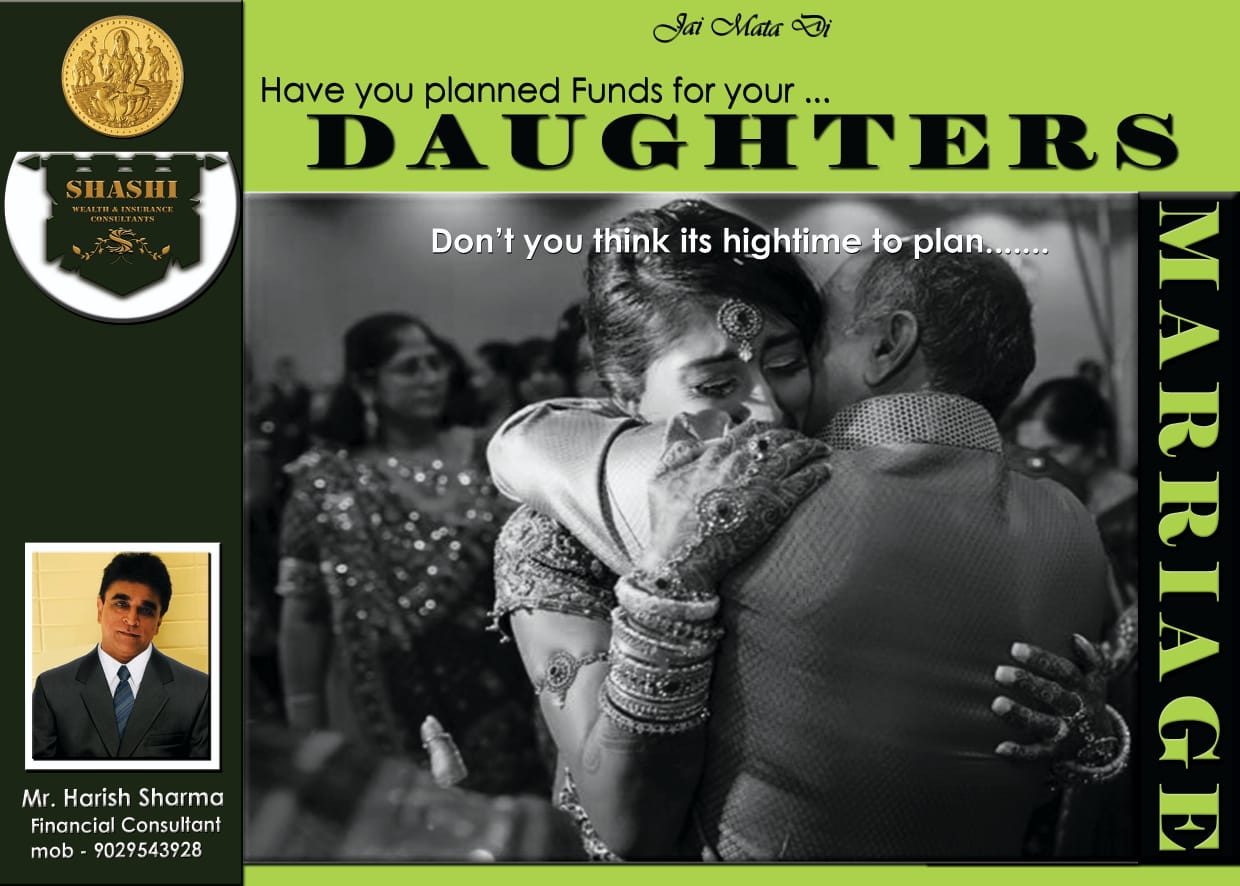 Jai Mata Di
Have you planned Funds for your ...
DAUGHTERS
MARRIAGE
Don't you think its hightime to plan.......
SHASHI
WEALTH & INSURANCE
CONSULTANTS
Mr. Harish Sharma
Financial Consultant
mob - 9029543928